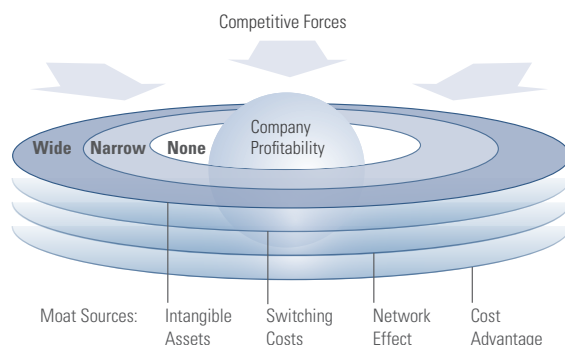 Competitive Forces
Company
Profitability
Wide Narrow None
Moat Sources: Intangible Switching Network Cost
Assets Costs Effect Advantage